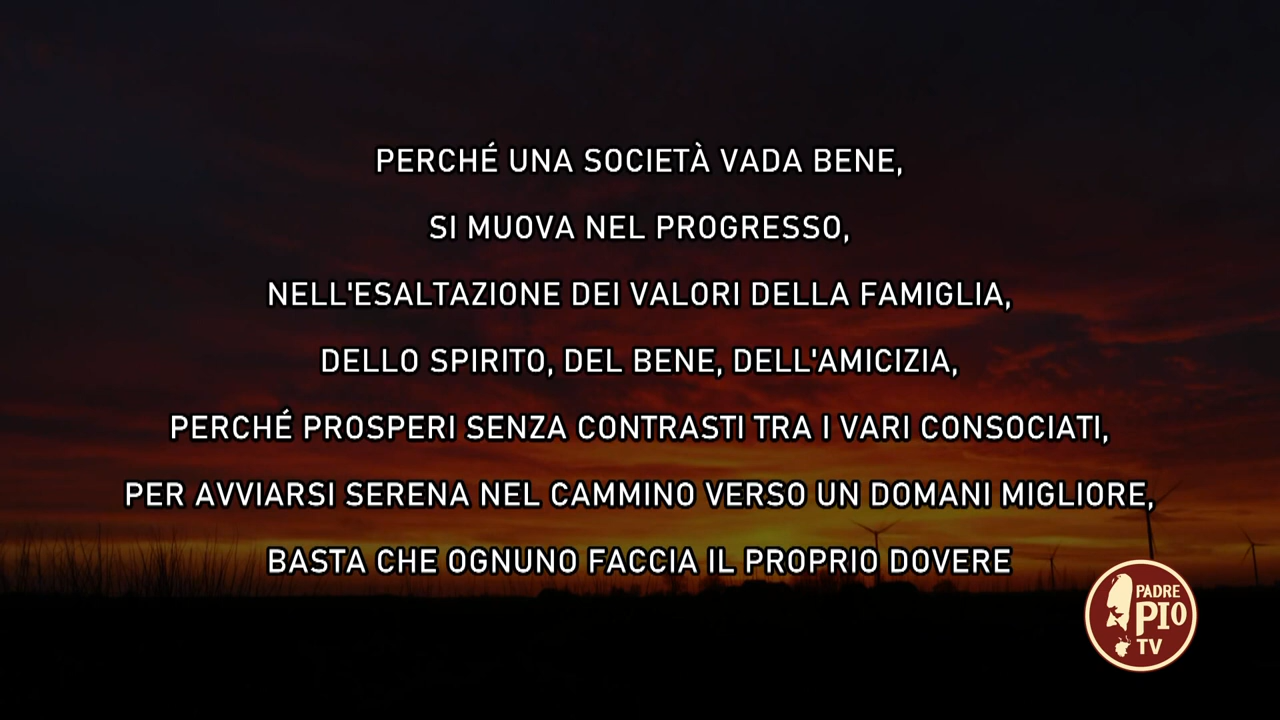 PERCHÉ UNA SOCIETÀ VADA BENE,
SI MUOVA NEL PROGRESSO,
NELL'ESALTAZIONE DEI VALORI DELLA FAMIGLIA,
DELLO SPIRITO, DEL BENE, DELL'AMICIZIA,
PERCHÉ PROSPERI SENZA CONTRASTI TRA I VARI CONSOCIATI,
PER AVVIARSI SERENA NEL CAMMINO VERSO UN DOMANI MIGLIORE,
BASTA CHE OGNUNO FACCIA IL PROPRIO DOVERE
PADRE
PIO
TV